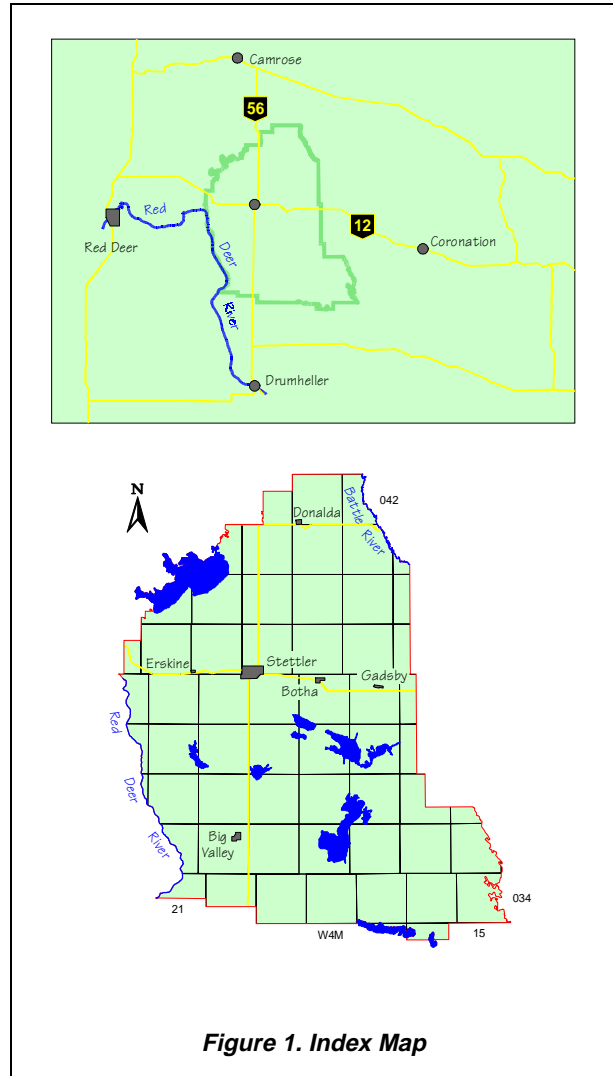 Camrose
56
Red
12
Red Deer
Deer
Coronation
River
Drumheller
N
042
Battle River
Donalda
Erskine
Stettler
Gadsby
Botha
Red
Deer
River
Big
Valley
21
034
W4M
15
Figure 1. Index Map